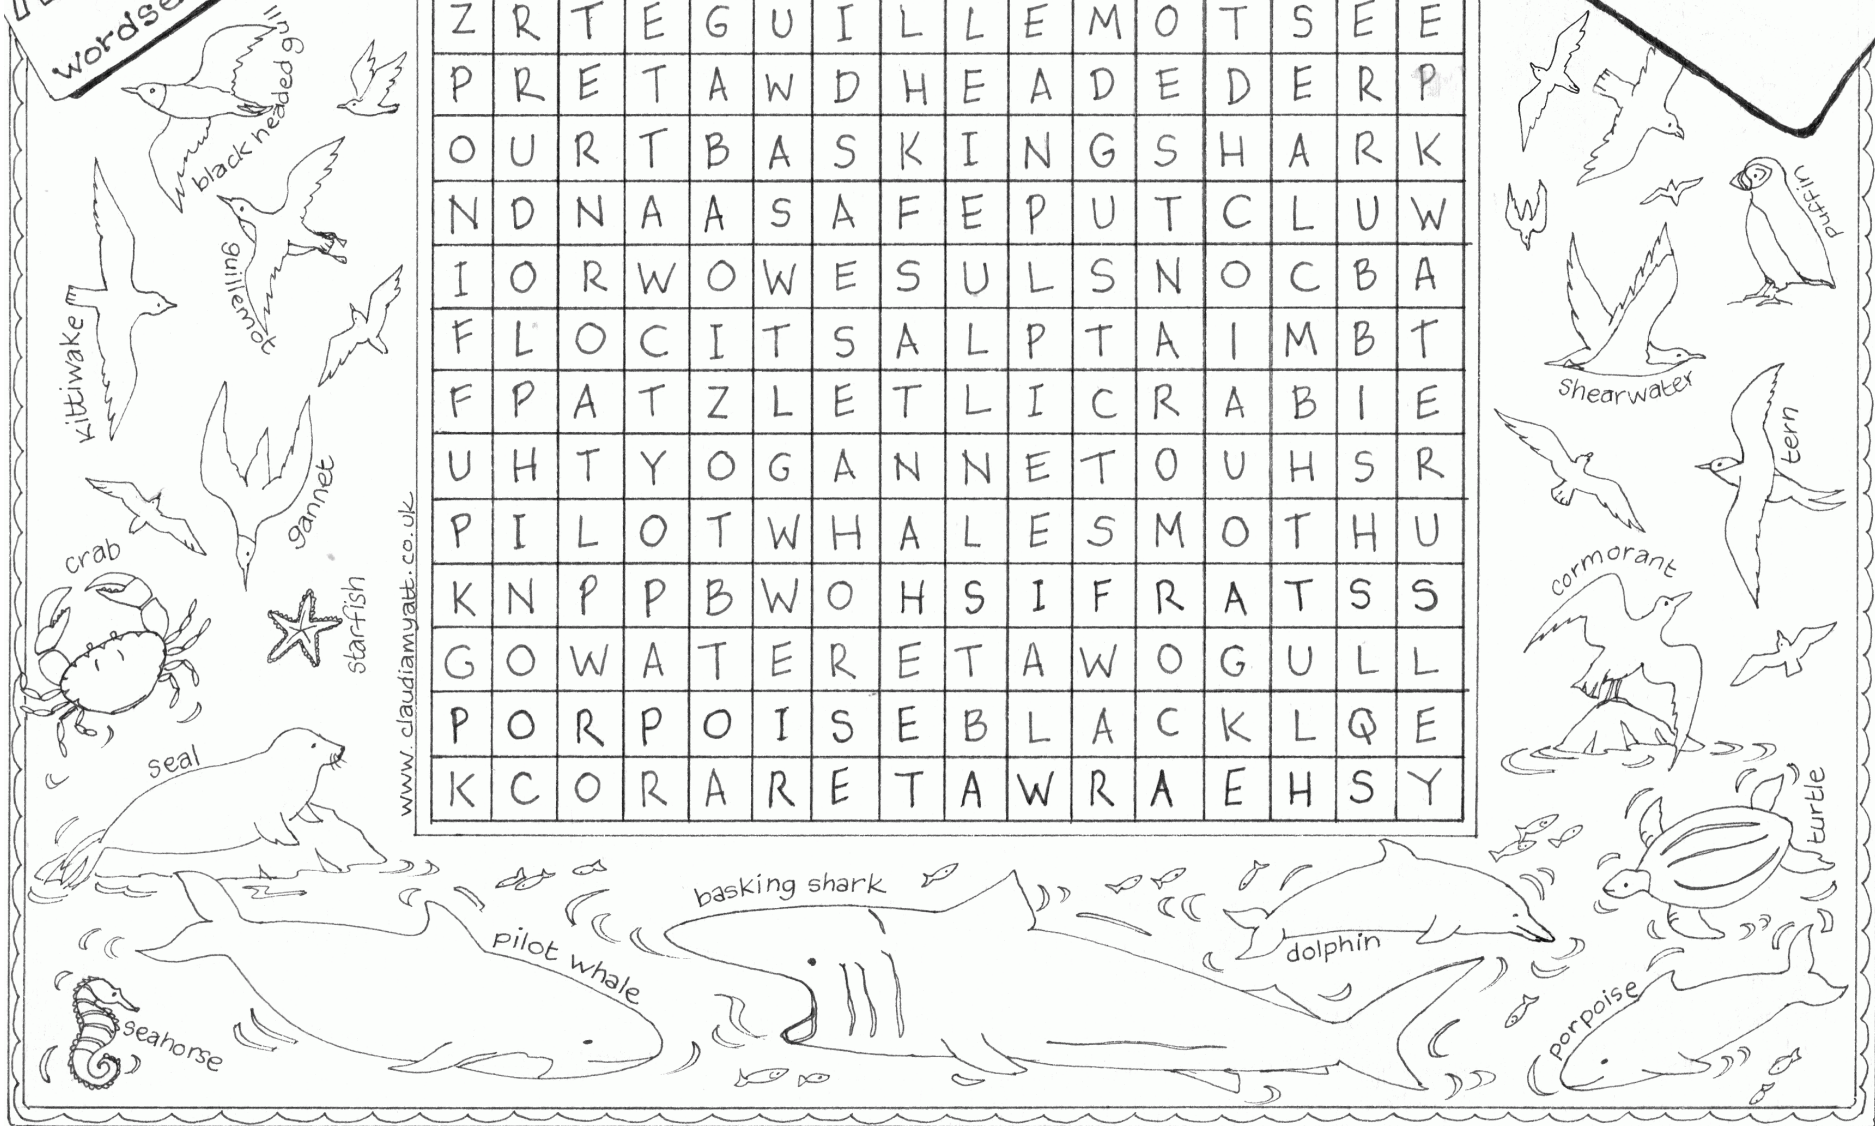 wordse
Z R T E G U I L L E M O T S E E
P R E T A W D H E A D E D E R P
O U R T B A S K I N G S H A R K
N D N A A S A F E P U T C L U W
I O R W O W E S U L S N O C B A
F L O C I T S A L P T A I M B T
F P A T Z L E T L I C R A B I E
U H T Y O G A N N E T O U H S R
P I L O T W H A L E S M O T H U
K N P P B W O H S I F R A T S S
G O W A T E R E T A W O G U L L
P O R P O I S E B L A C K L Q E
K C O R A R E T A W R A E H S Y
black headed gull
guillemot
kittiwake
gannet
crab
starfish
seal
www.claudiamyatt.co.uk
puffin
shearwater
tern
cormorant
turtle
basking shark
pilot whale
dolphin
porpoise
seahorse